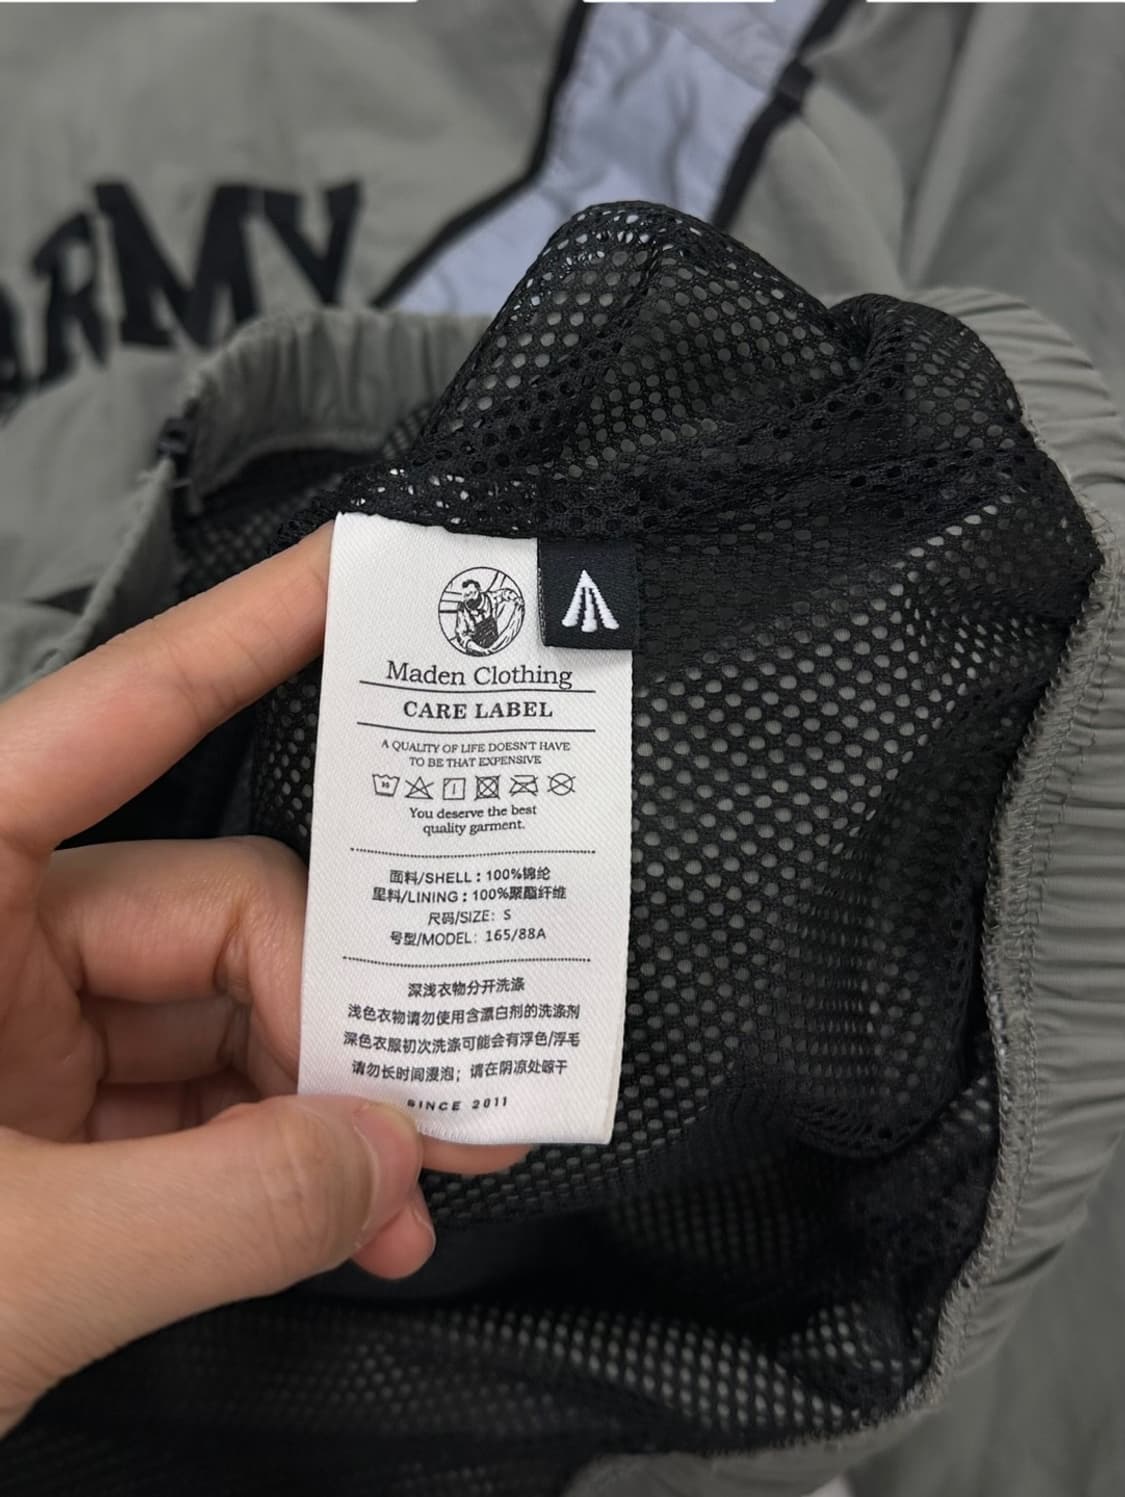 ARMY
Maden Clothing
CARE LABEL
A QUALITY OF LIFE DOESN'T HAVE
TO BE THAT EXPENSIVE
30
You deserve the best
quality garment.
面料/SHELL：100%锦纶
里料/LINING：100%聚酯纤维
尺码/SIZE: S
号型/MODEL: 165/88A
深浅衣物分开洗涤
浅色衣物请勿使用含漂白剂的洗涤剂
深色衣服初次洗涤可能会有浮色/浮毛
请勿长时间浸泡；请在阴凉处晾干
SINCE 2011